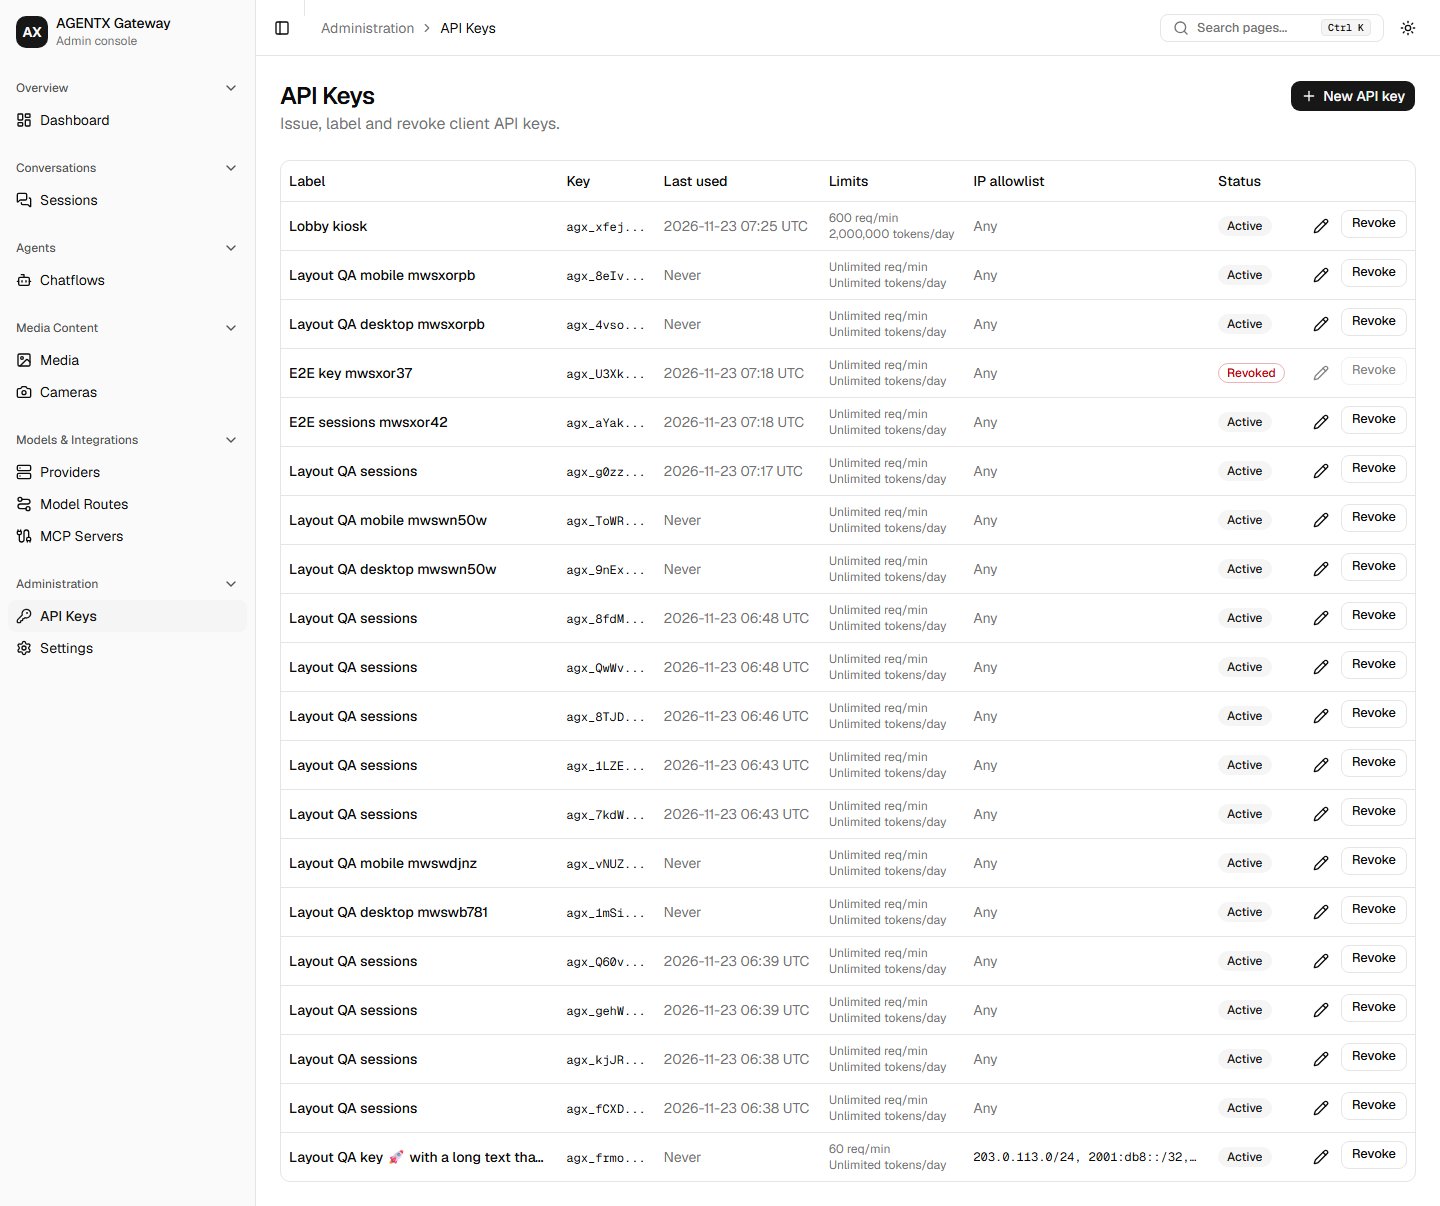 AX
AGENTX Gateway
Admin console
Overview
Dashboard
Conversations
Sessions
Agents
Chatflows
Media Content
Media
Cameras
Models & Integrations
Providers
Model Routes
MCP Servers
Administration
API Keys
Settings
Administration > API Keys
Search pages... Ctrl K
API Keys
Issue, label and revoke client API keys.
+ New API key
Label Key Last used Limits IP allowlist Status
Lobby kiosk agx_xfej... 2026-11-23 07:25 UTC 600 req/min Any Active Revoke
2,000,000 tokens/day
Layout QA mobile mwsxorpb agx_8eIv... Never Unlimited req/min Any Active Revoke
Unlimited tokens/day
Layout QA desktop mwsxorpb agx_4vso... Never Unlimited req/min Any Active Revoke
Unlimited tokens/day
E2E key mwsxor37 agx_U3Xk... 2026-11-23 07:18 UTC Unlimited req/min Any Revoked Revoke
Unlimited tokens/day
E2E sessions mwsxor42 agx_aYak... 2026-11-23 07:18 UTC Unlimited req/min Any Active Revoke
Unlimited tokens/day
Layout QA sessions agx_g0zz... 2026-11-23 07:17 UTC Unlimited req/min Any Active Revoke
Unlimited tokens/day
Layout QA mobile mwswn50w agx_ToWR... Never Unlimited req/min Any Active Revoke
Unlimited tokens/day
Layout QA desktop mwswn50w agx_9nEx... Never Unlimited req/min Any Active Revoke
Unlimited tokens/day
Layout QA sessions agx_8fdM... 2026-11-23 06:48 UTC Unlimited req/min Any Active Revoke
Unlimited tokens/day
Layout QA sessions agx_QwWv... 2026-11-23 06:48 UTC Unlimited req/min Any Active Revoke
Unlimited tokens/day
Layout QA sessions agx_8TJD... 2026-11-23 06:46 UTC Unlimited req/min Any Active Revoke
Unlimited tokens/day
Layout QA sessions agx_1LZE... 2026-11-23 06:43 UTC Unlimited req/min Any Active Revoke
Unlimited tokens/day
Layout QA sessions agx_7kdW... 2026-11-23 06:43 UTC Unlimited req/min Any Active Revoke
Unlimited tokens/day
Layout QA mobile mwswdjnz agx_vNUZ... Never Unlimited req/min Any Active Revoke
Unlimited tokens/day
Layout QA desktop mwswb781 agx_1mSi... Never Unlimited req/min Any Active Revoke
Unlimited tokens/day
Layout QA sessions agx_Q60v... 2026-11-23 06:39 UTC Unlimited req/min Any Active Revoke
Unlimited tokens/day
Layout QA sessions agx_gehW... 2026-11-23 06:39 UTC Unlimited req/min Any Active Revoke
Unlimited tokens/day
Layout QA sessions agx_kjJR... 2026-11-23 06:38 UTC Unlimited req/min Any Active Revoke
Unlimited tokens/day
Layout QA sessions agx_fCXD... 2026-11-23 06:38 UTC Unlimited req/min Any Active Revoke
Unlimited tokens/day
Layout QA key 🚀 with a long text tha... agx_frmo... Never 60 req/min 203.0.113.0/24, 2001:db8::/32,… Active Revoke
Unlimited tokens/day